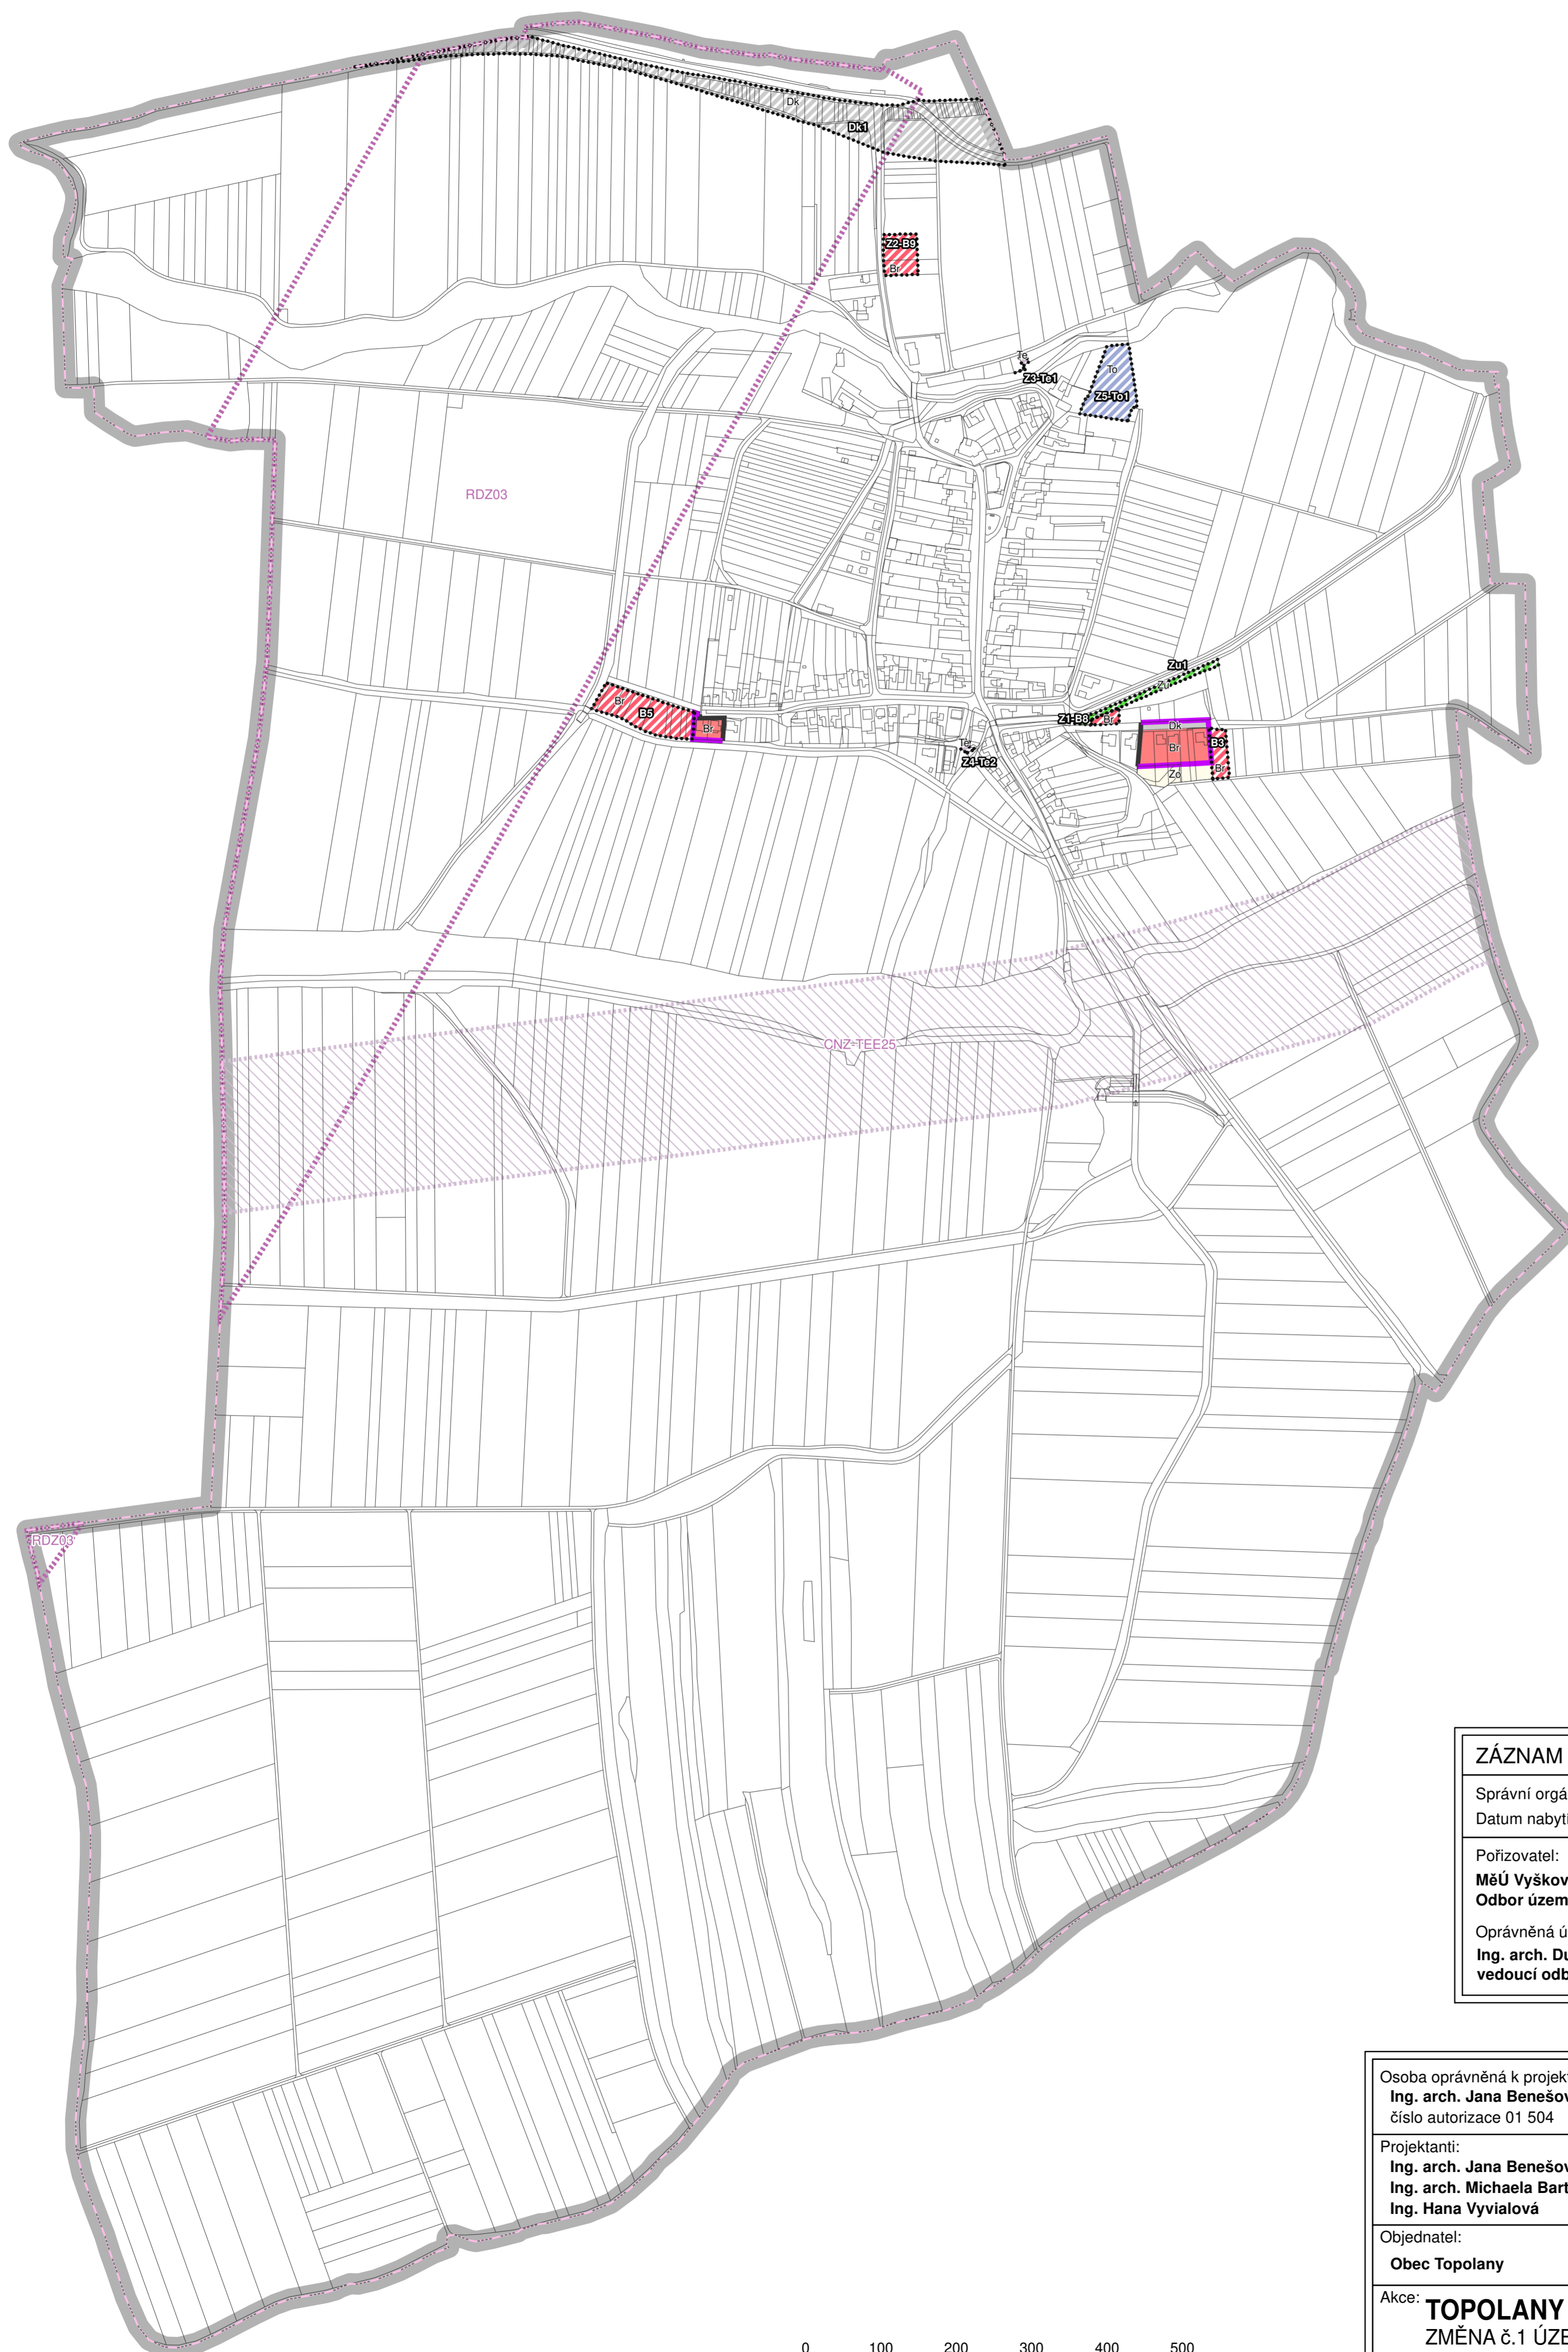 Dk
Dk1
Z2-B9
Br
Te
Z3-Te1
To
Z5-To1
RDZ03
Zu1
Zu
Br
B5
Br
Z1-B8
Br
Dk
Br
B3
Br
Zo
Te
Z4-Te2
CNZ-TEE25
RDZ03
ZÁZNAM
Správní orgá
Datum nabytí
Pořizovatel:
MěÚ Vyškov
Odbor územ
Oprávněná ú
Ing. arch. Du
vedoucí odb
Osoba oprávněná k projek
Ing. arch. Jana Benešov
číslo autorizace 01 504
Projektanti:
Ing. arch. Jana Benešov
Ing. arch. Michaela Bart
Ing. Hana Vyvialová
Objednatel:
Obec Topolany
Akce: TOPOLANY
ZMĚNA č.1 ÚZP
0 100 200 300 400 500